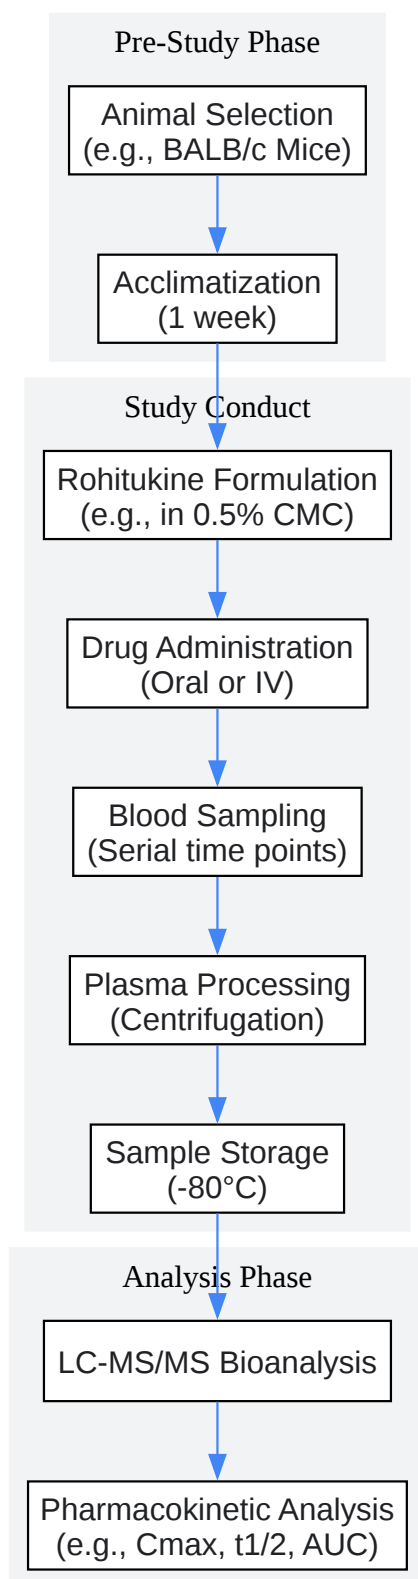 Pre-Study Phase
Animal Selection
(e.g., BALB/c Mice)
Acclimatization
(1 week)
Study Conduct
Rohitukine Formulation
(e.g., in 0.5% CMC)
Drug Administration
(Oral or IV)
Blood Sampling
(Serial time points)
Plasma Processing
(Centrifugation)
Sample Storage
(-80°C)
Analysis Phase
LC-MS/MS Bioanalysis
Pharmacokinetic Analysis
(e.g., Cmax, t1/2, AUC)